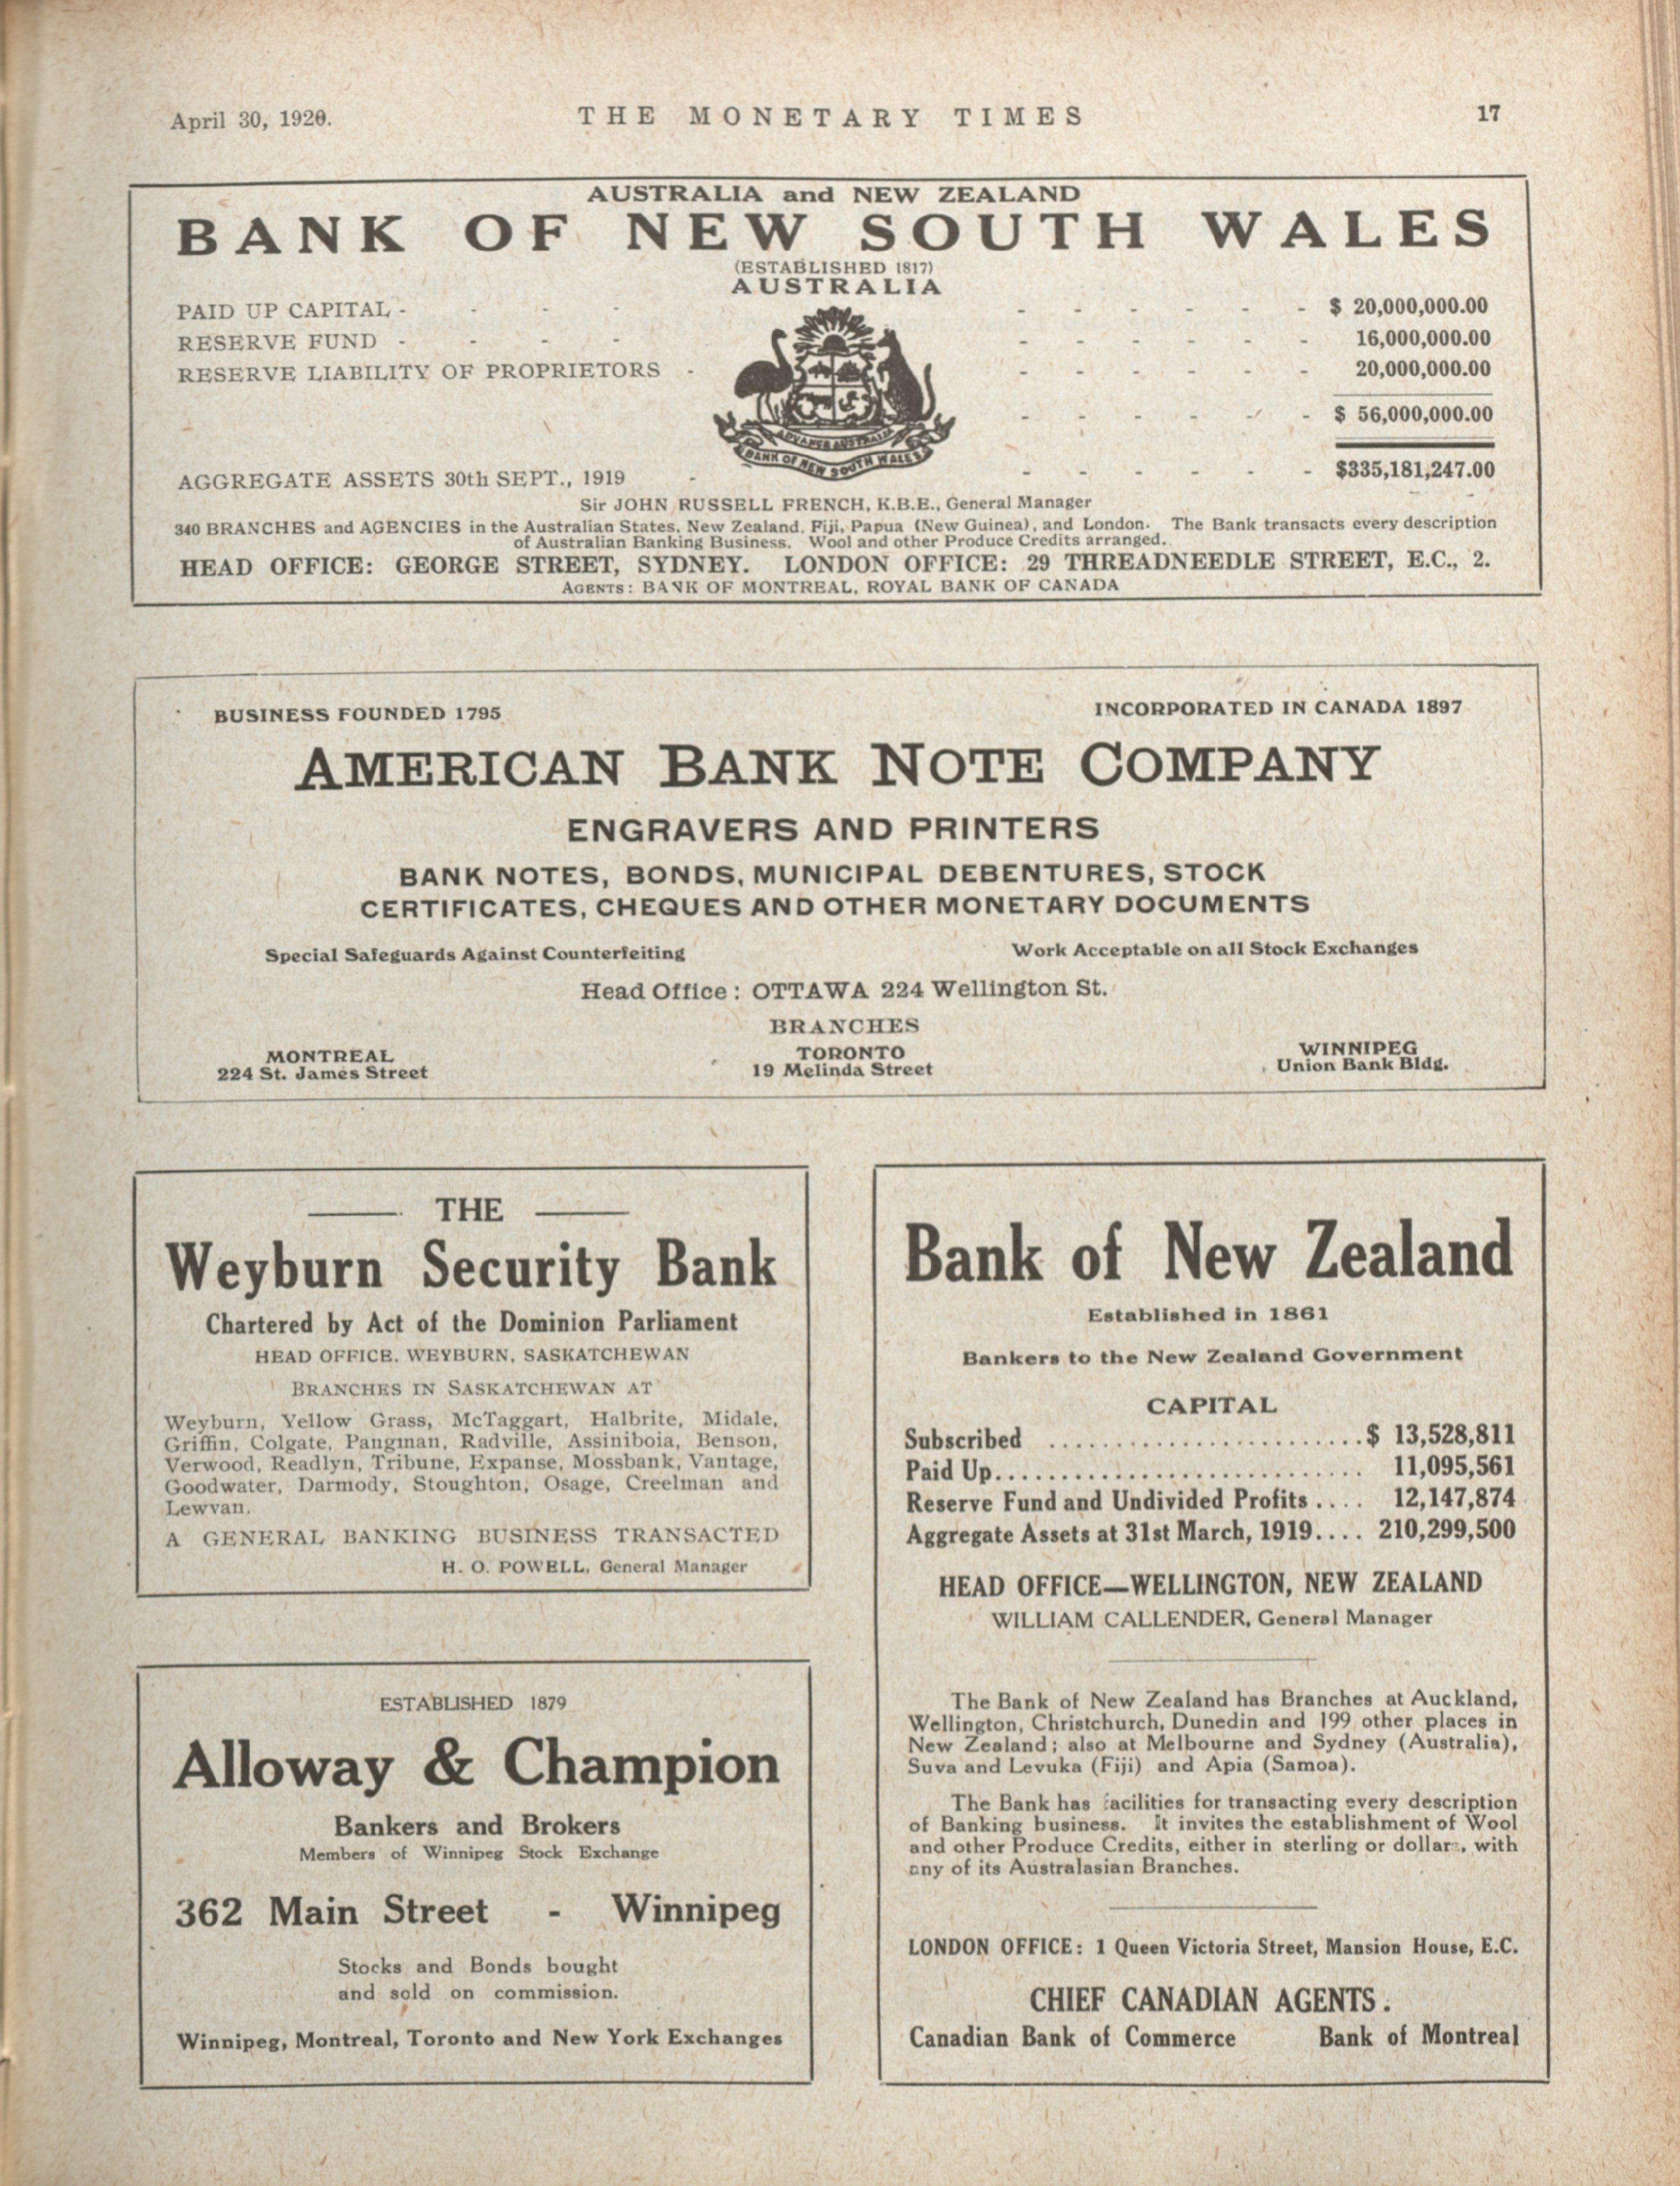 April 30, 1920.
THE MONETARY TIMES
17
AUSTRALIA and NEW ZEALAND
BANK OF NEW SOUTH WALES
(ESTABLISHED 1817)
AUSTRALIA
PAID UP CAPITAL - - - - - - - - - - $ 20,000,000.00
RESERVE FUND - - - - - - - - - - 16,000,000.00
RESERVE LIABILITY OF PROPRIETORS - - - - - - - 20,000,000.00
- - - - - - $ 56,000,000.00
ADVANCE AUSTRALIA
BANK OF NEW SOUTH WALES
AGGREGATE ASSETS 30th SEPT., 1919 - - - - - - - $335,181,247.00
Sir JOHN RUSSELL FRENCH, K.B.E., General Manager
340 BRANCHES and AGENCIES in the Australian States, New Zealand, Fiji, Papua (New Guinea), and London. The Bank transacts every description
of Australian Banking Business. Wool and other Produce Credits arranged.
HEAD OFFICE: GEORGE STREET, SYDNEY. LONDON OFFICE: 29 THREADNEEDLE STREET, E.C., 2.
AGENTS: BANK OF MONTREAL, ROYAL BANK OF CANADA
BUSINESS FOUNDED 1795
INCORPORATED IN CANADA 1897
AMERICAN BANK NOTE COMPANY
ENGRAVERS AND PRINTERS
BANK NOTES, BONDS, MUNICIPAL DEBENTURES, STOCK
CERTIFICATES, CHEQUES AND OTHER MONETARY DOCUMENTS
Special Safeguards Against Counterfeiting
Work Acceptable on all Stock Exchanges
Head Office: OTTAWA 224 Wellington St.
BRANCHES
MONTREAL
224 St. James Street
TORONTO
19 Melinda Street
WINNIPEG
Union Bank Bldg.
THE
Weyburn Security Bank
Chartered by Act of the Dominion Parliament
HEAD OFFICE, WEYBURN, SASKATCHEWAN
BRANCHES IN SASKATCHEWAN AT
Weyburn, Yellow Grass, McTaggart, Halbrite, Midale,
Griffin, Colgate, Pangman, Radville, Assiniboia, Benson,
Verwood, Readlyn, Tribune, Expanse, Mossbank, Vantage,
Goodwater, Darmody, Stoughton, Osage, Creelman and
Lewvan.
A GENERAL BANKING BUSINESS TRANSACTED
H. O. POWELL, General Manager
ESTABLISHED 1879
Alloway & Champion
Bankers and Brokers
Members of Winnipeg Stock Exchange
362 Main Street - Winnipeg
Stocks and Bonds bought
and sold on commission.
Winnipeg, Montreal, Toronto and New York Exchanges
Bank of New Zealand
Established in 1861
Bankers to the New Zealand Government
CAPITAL
Subscribed ........................$ 13,528,811
Paid Up............................ 11,095,561
Reserve Fund and Undivided Profits .... 12,147,874
Aggregate Assets at 31st March, 1919.... 210,299,500
HEAD OFFICE—WELLINGTON, NEW ZEALAND
WILLIAM CALLENDER, General Manager
The Bank of New Zealand has Branches at Auckland,
Wellington, Christchurch, Dunedin and 199 other places in
New Zealand; also at Melbourne and Sydney (Australia),
Suva and Levuka (Fiji) and Apia (Samoa).
The Bank has facilities for transacting every description
of Banking business. It invites the establishment of Wool
and other Produce Credits, either in sterling or dollars, with
any of its Australasian Branches.
LONDON OFFICE: 1 Queen Victoria Street, Mansion House, E.C.
CHIEF CANADIAN AGENTS:
Canadian Bank of Commerce Bank of Montreal